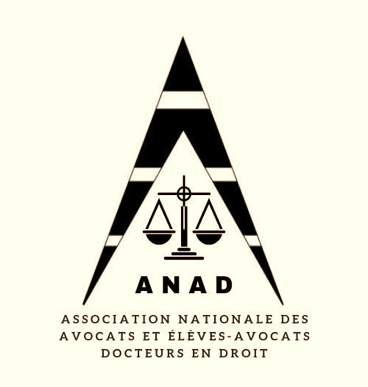 ANAD
ASSOCIATION NATIONALE DES
AVOCATS ET ÉLÈVES-AVOCATS
DOCTEURS EN DROIT